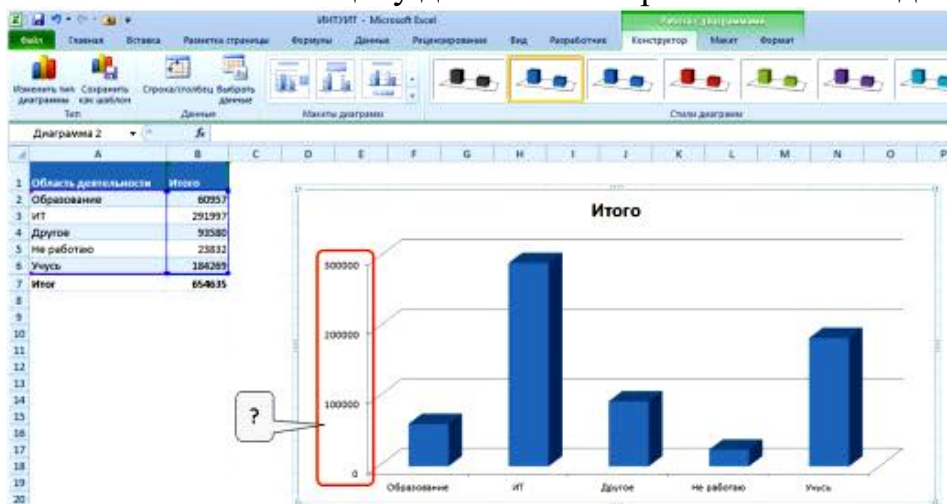 ИНТУИТ - Microsoft Excel
Работа с диаграммами
Файл Главная Вставка Разметка страницы Формулы Данные Рецензирование Вид Разработчик Конструктор Макет Формат
Изменить тип диаграммы Сохранить как шаблон Строка/столбец Выбрать данные
Тип Данные Макеты диаграмм Стили диаграмм
Диаграмма 2 fx
A B C D E F G H I J K L M N O P
1 Область деятельности Итого
2 Образование 60957
3 ИТ 291997
4 Другое 93580
5 Не работаю 23832
6 Учусь 184269
7 Итог 654635
8
9
10
11
12
13
14
15
16
17
18
19
20
Итого
300000
200000
100000
0
?
Образование ИТ Другое Не работаю Учусь